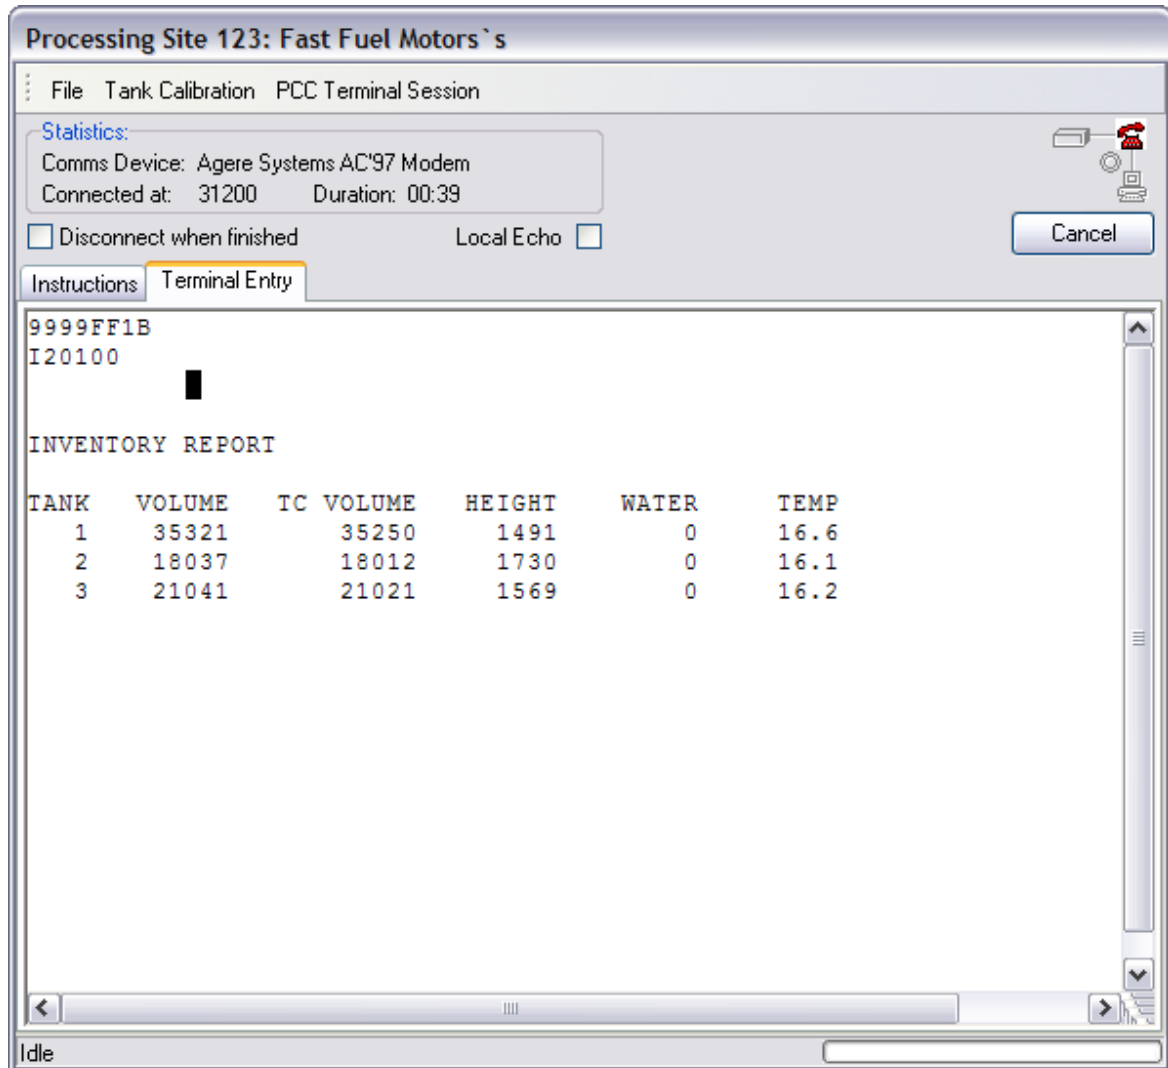 Processing Site 123: Fast Fuel Motors`s
File Tank Calibration PCC Terminal Session
Statistics:
Comms Device: Agere Systems AC'97 Modem
Connected at: 31200 Duration: 00:39
Disconnect when finished Local Echo Cancel
Instructions Terminal Entry
9999FF1B
I20100
INVENTORY REPORT
TANK VOLUME TC VOLUME HEIGHT WATER TEMP
1 35321 35250 1491 0 16.6
2 18037 18012 1730 0 16.1
3 21041 21021 1569 0 16.2
Idle